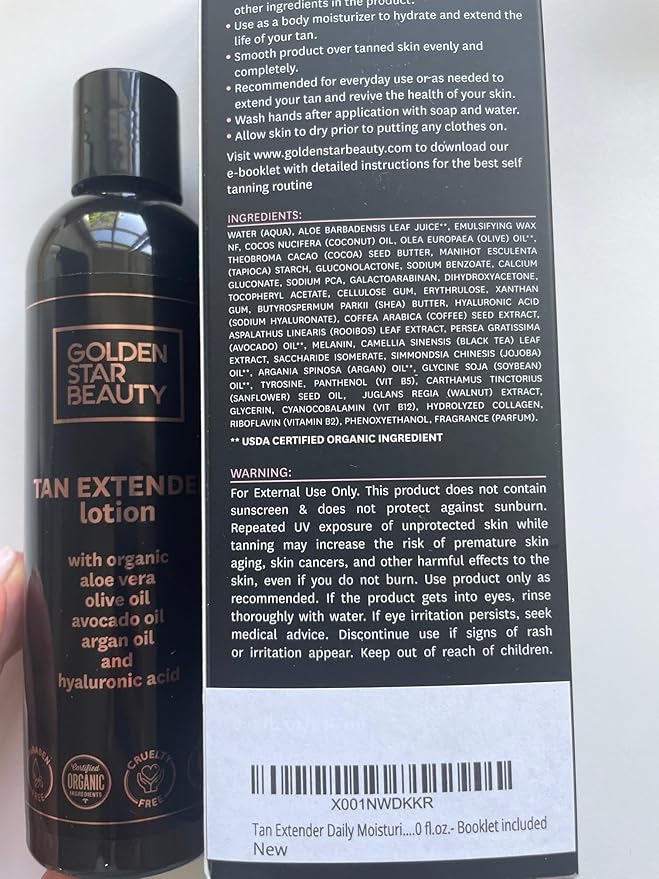 other ingredients in the product.
• Use as a body moisturizer to hydrate and extend the
life of your tan.
• Smooth product over tanned skin evenly and
completely.
• Recommended for everyday use or as needed to
extend your tan and revive the health of your skin.
• Wash hands after application with soap and water.
• Allow skin to dry prior to putting any clothes on.
Visit www.goldenstarbeauty.com to download our
e-booklet with detailed instructions for the best self
tanning routine
INGREDIENTS:
WATER (AQUA), ALOE BARBADENSIS LEAF JUICE**, EMULSIFYING WAX
NF, COCOS NUCIFERA (COCONUT) OIL, OLEA EUROPAEA (OLIVE) OIL**,
THEOBROMA CACAO (COCOA) SEED BUTTER, MANIHOT ESCULENTA
(TAPIOCA) STARCH, GLUCONOLACTONE, SODIUM BENZOATE, CALCIUM
GLUCONATE, SODIUM PCA, GALACTOARABINAN, DIHYDROXYACETONE,
TOCOPHERYL ACETATE, CELLULOSE GUM, ERYTHRULOSE, XANTHAN
GUM, BUTYROSPERMUM PARKII (SHEA) BUTTER, HYALURONIC ACID
(SODIUM HYALURONATE), COFFEA ARABICA (COFFEE) SEED EXTRACT,
ASPALATHUS LINEARIS (ROOIBOS) LEAF EXTRACT, PERSEA GRATISSIMA
(AVOCADO) OIL**, MELANIN, CAMELLIA SINENSIS (BLACK TEA) LEAF
EXTRACT, SACCHARIDE ISOMERATE, SIMMONDSIA CHINESIS (JOJOBA)
OIL**, ARGANIA SPINOSA (ARGAN) OIL**, GLYCINE SOJA (SOYBEAN)
OIL**, TYROSINE, PANTHENOL (VIT B5), CARTHAMUS TINCTORIUS
(SANFLOWER) SEED OIL, JUGLANS REGIA (WALNUT) EXTRACT,
GLYCERIN, CYANOCOBALAMIN (VIT B12), HYDROLYZED COLLAGEN,
RIBOFLAVIN (VITAMIN B2), PHENOXYETHANOL, FRAGRANCE (PARFUM).
** USDA CERTIFIED ORGANIC INGREDIENT
WARNING:
For External Use Only. This product does not contain
sunscreen & does not protect against sunburn.
Repeated UV exposure of unprotected skin while
tanning may increase the risk of premature skin
aging, skin cancers, and other harmful effects to the
skin, even if you do not burn. Use product only as
recommended. If the product gets into eyes, rinse
thoroughly with water. If eye irritation persists, seek
medical advice. Discontinue use if signs of rash
or irritation appear. Keep out of reach of children.
X001NWDKKR
Tan Extender Daily Moisturi....0 fl.oz.- Booklet included
New
GOLDEN
STAR
BEAUTY
TAN EXTENDE
lotion
with organic
aloe vera
olive oil
avocado oil
argan oil
and
hyaluronic acid
FREE
Certified
ORGANIC
INGREDIENTS
CRUELTY
FREE